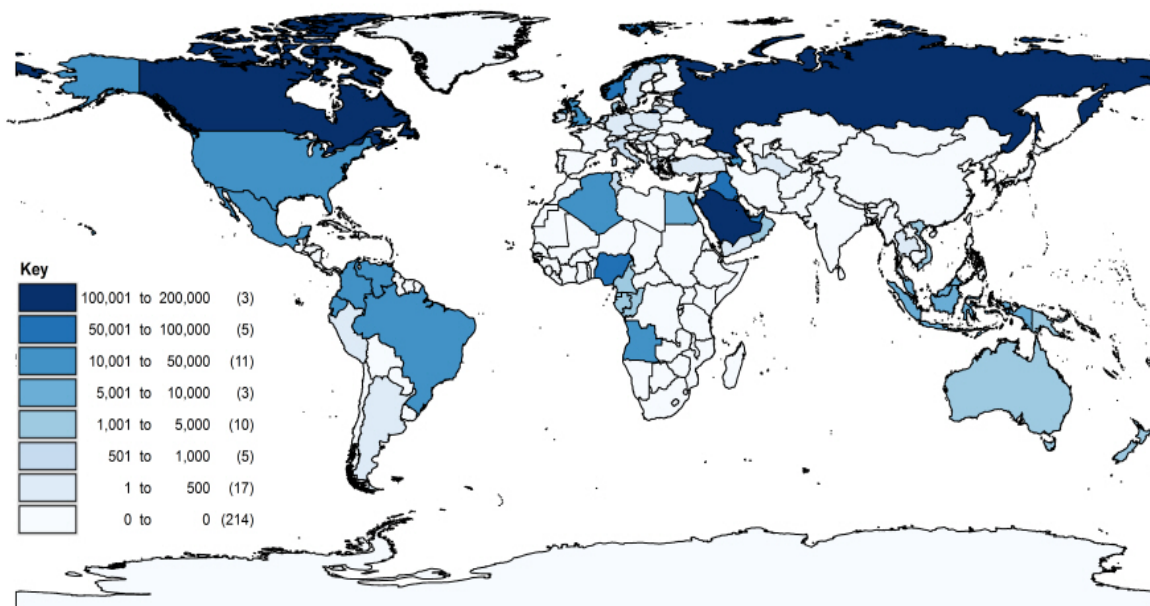 Key
100,001 to 200,000 (3)
50,001 to 100,000 (5)
10,001 to 50,000 (11)
5,001 to 10,000 (3)
1,001 to 5,000 (10)
501 to 1,000 (5)
1 to 500 (17)
0 to 0 (214)